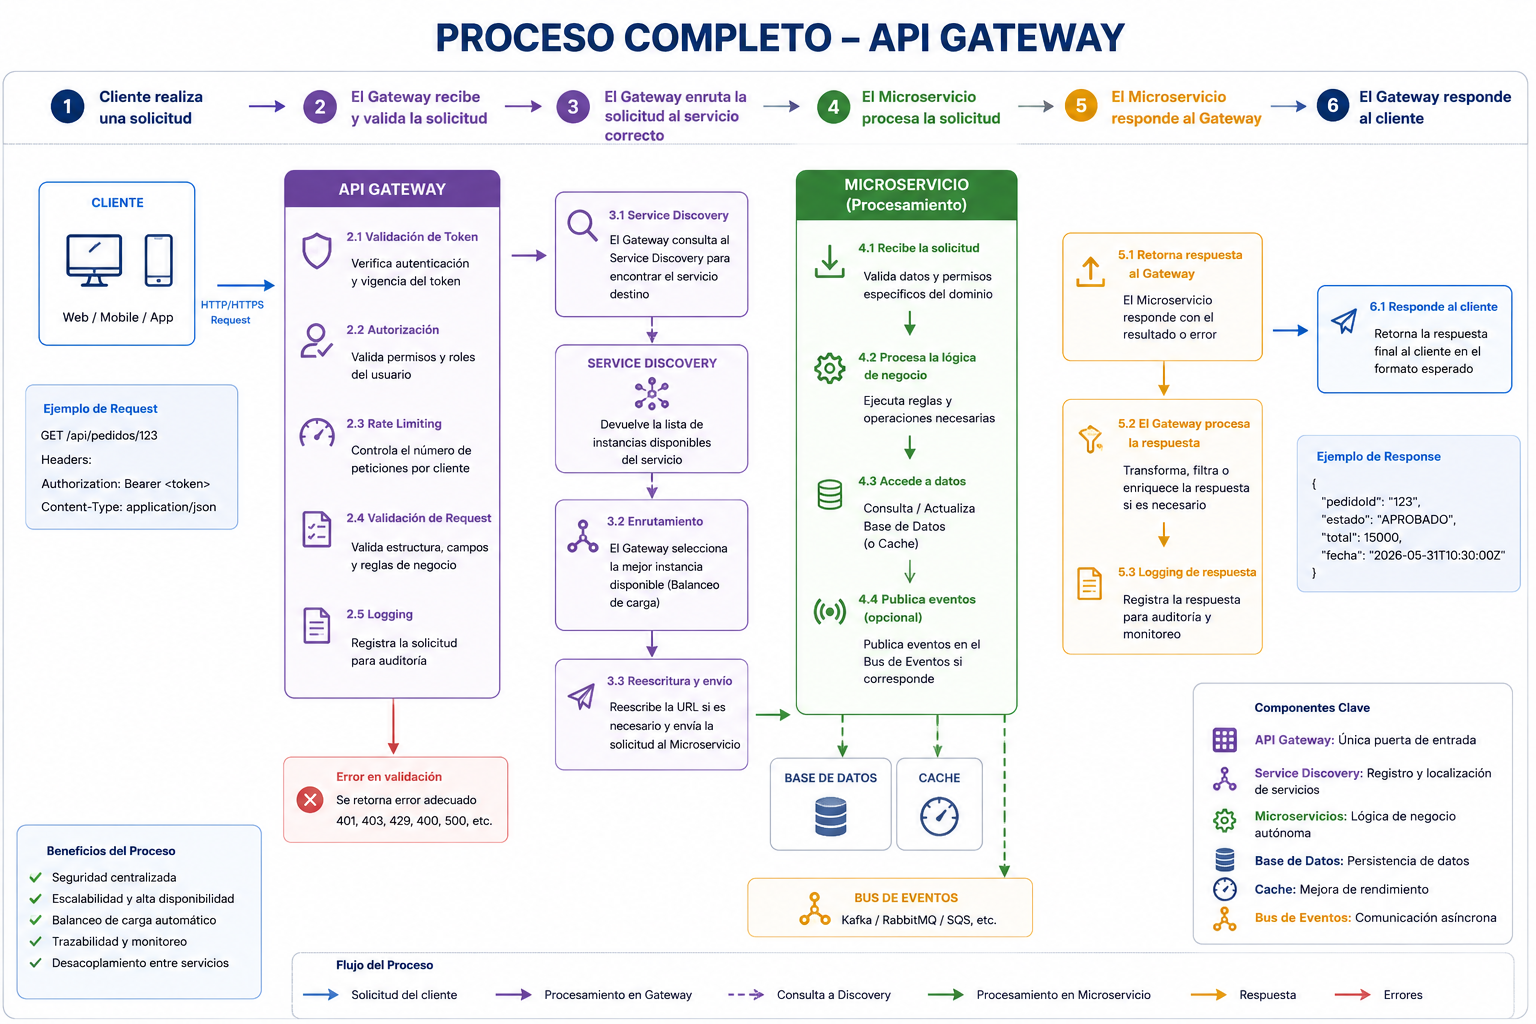 PROCESO COMPLETO – API GATEWAY
1
Cliente realiza
una solicitud
2
El Gateway recibe
y valida la solicitud
3
El Gateway enruta la
solicitud al servicio
correcto
4
El Microservicio
procesa la solicitud
5
El Microservicio
responde al Gateway
6
El Gateway responde
al cliente
CLIENTE
Web / Mobile / App
HTTP/HTTPS
Request
Ejemplo de Request
GET /api/pedidos/123
Headers:
Authorization: Bearer <token>
Content-Type: application/json
API GATEWAY
2.1 Validación de Token
Verifica autenticación
y vigencia del token
2.2 Autorización
Valida permisos y roles
del usuario
2.3 Rate Limiting
Controla el número de
peticiones por cliente
2.4 Validación de Request
Valida estructura, campos
y reglas de negocio
2.5 Logging
Registra la solicitud
para auditoría
Error en validación
Se retorna error adecuado
401, 403, 429, 400, 500, etc.
3.1 Service Discovery
El Gateway consulta al
Service Discovery para
encontrar el servicio
destino
SERVICE DISCOVERY
Devuelve la lista de
instancias disponibles
del servicio
3.2 Enrutamiento
El Gateway selecciona
la mejor instancia
disponible (Balanceo
de carga)
3.3 Reescritura y envío
Reescribe la URL si es
necesario y envía la
solicitud al Microservicio
MICROSERVICIO
(Procesamiento)
4.1 Recibe la solicitud
Valida datos y permisos
específicos del dominio
4.2 Procesa la lógica
de negocio
Ejecuta reglas y
operaciones necesarias
4.3 Accede a datos
Consulta / Actualiza
Base de Datos
(o Cache)
4.4 Publica eventos
(opcional)
Publica eventos en el
Bus de Eventos si
corresponde
BASE DE DATOS
CACHE
BUS DE EVENTOS
Kafka / RabbitMQ / SQS, etc.
5.1 Retorna respuesta
al Gateway
El Microservicio
responde con el
resultado o error
5.2 El Gateway procesa
la respuesta
Transforma, filtra o
enriquece la respuesta
si es necesario
5.3 Logging de respuesta
Registra la respuesta
para auditoría y
monitoreo
6.1 Responde al cliente
Retorna la respuesta
final al cliente en el
formato esperado
Ejemplo de Response
{
"pedidoId": "123",
"estado": "APROBADO",
"total": 15000,
"fecha": "2026-05-31T10:30:00Z"
}
Componentes Clave
API Gateway: Única puerta de entrada
Service Discovery: Registro y localización
de servicios
Microservicios: Lógica de negocio
autónoma
Base de Datos: Persistencia de datos
Cache: Mejora de rendimiento
Bus de Eventos: Comunicación asíncrona
Beneficios del Proceso
Seguridad centralizada
Escalabilidad y alta disponibilidad
Balanceo de carga automático
Trazabilidad y monitoreo
Desacoplamiento entre servicios
Flujo del Proceso
Solicitud del cliente
Procesamiento en Gateway
Consulta a Discovery
Procesamiento en Microservicio
Respuesta
Errores